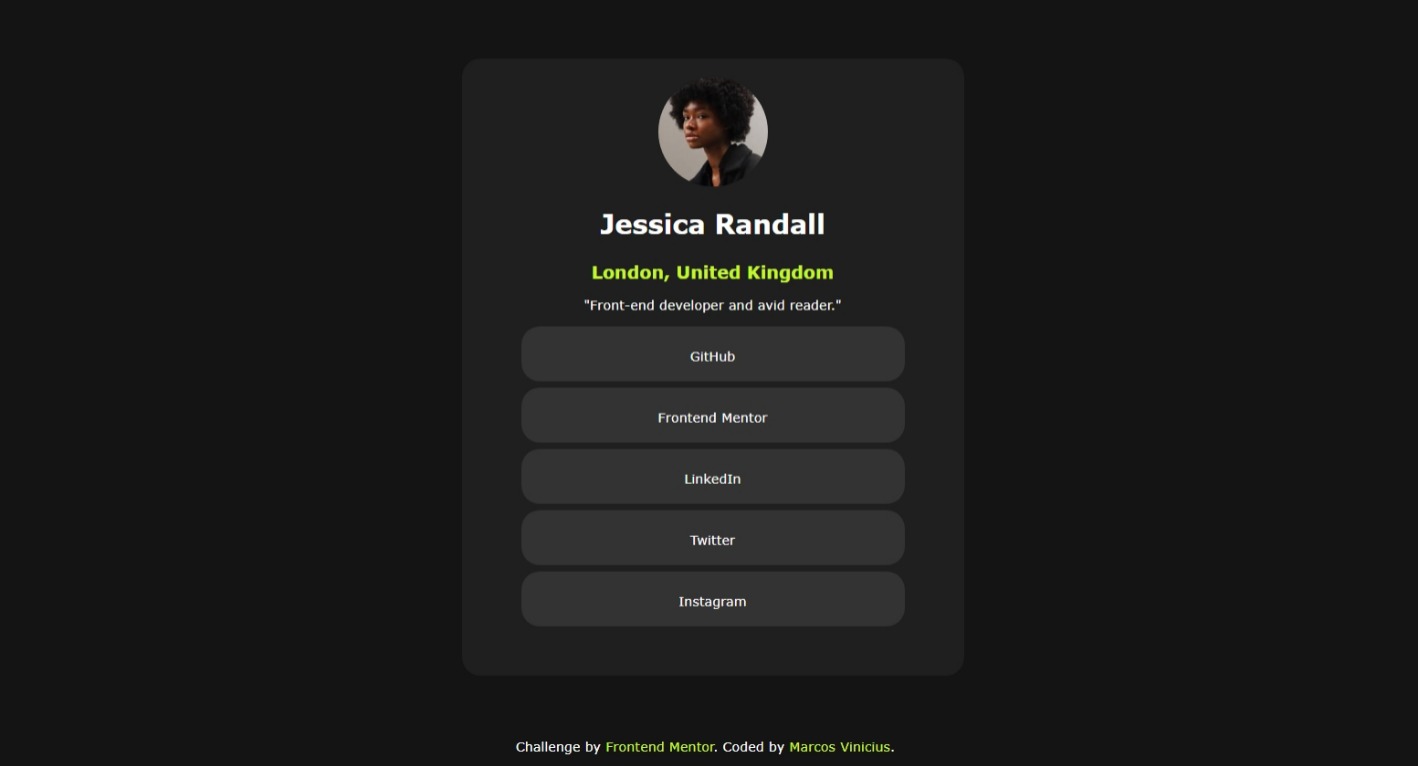 Jessica Randall
London, United Kingdom
"Front-end developer and avid reader."
GitHub
Frontend Mentor
LinkedIn
Twitter
Instagram
Challenge by Frontend Mentor. Coded by Marcos Vinicius.